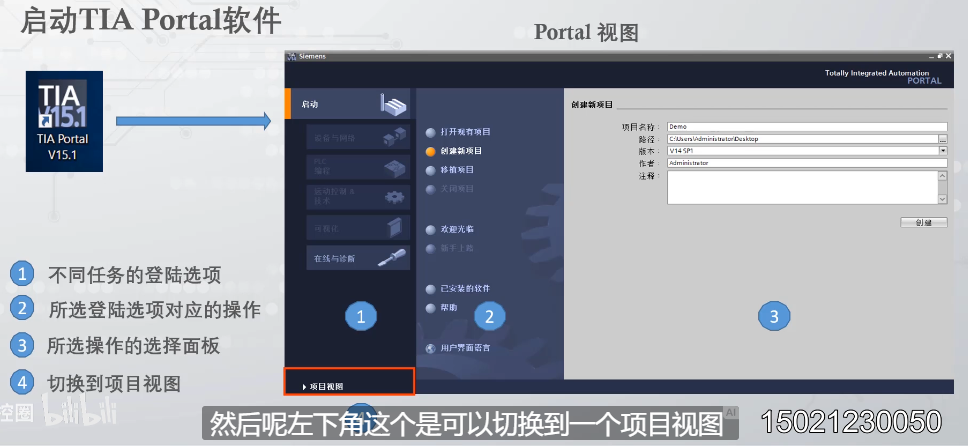 启动TIA Portal软件
Portal 视图
TIA
V15.1
TIA Portal
V15.1
Siemens
Totally Integrated Automation
PORTAL
启动
设备与网络
PLC
编程
运动控制 &
技术
可视化
在线与诊断
打开现有项目
创建新项目
移植项目
关闭项目
欢迎光临
新手上路
已安装的软件
帮助
用户界面语言
创建新项目
项目名称：
Demo
路径：
C:\Users\Administrator\Desktop
...
版本：
V14 SP1
作者：
Administrator
注释：
创建
1
2
3
1 不同任务的登陆选项
2 所选登陆选项对应的操作
3 所选操作的选择面板
4 切换到项目视图
项目视图
控圈 bilibili
然后呢左下角这个是可以切换到一个项目视图
AI
15021230050